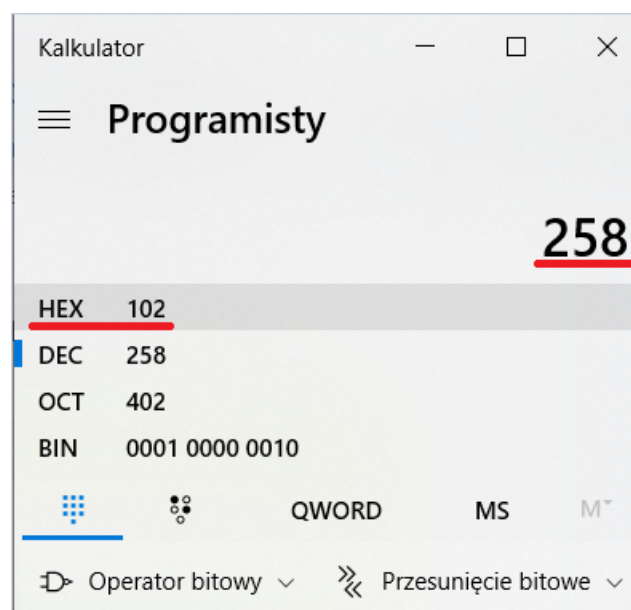 Kalkulator
Programisty
258
HEX 102
DEC 258
OCT 402
BIN 0001 0000 0010
QWORD MS M
Operator bitowy Przesunięcie bitowe